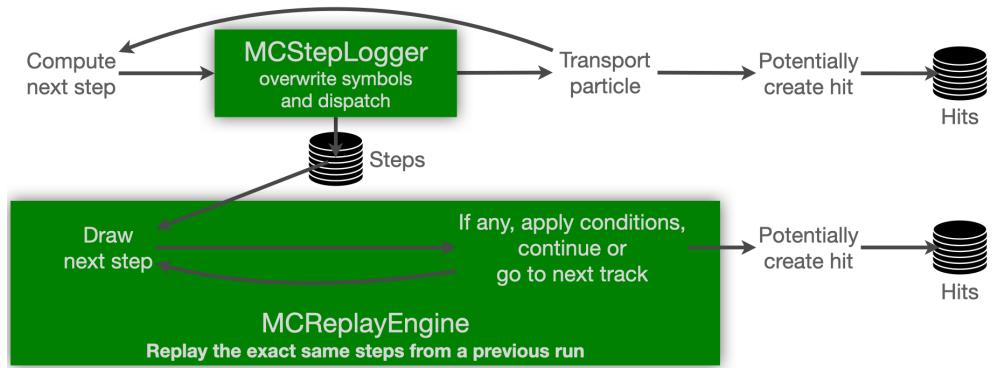 Compute
next step
MCStepLogger
overwrite symbols
and dispatch
Transport
particle
Potentially
create hit
Hits
Steps
Draw
next step
If any, apply conditions,
continue or
go to next track
Potentially
create hit
Hits
MCReplayEngine
Replay the exact same steps from a previous run